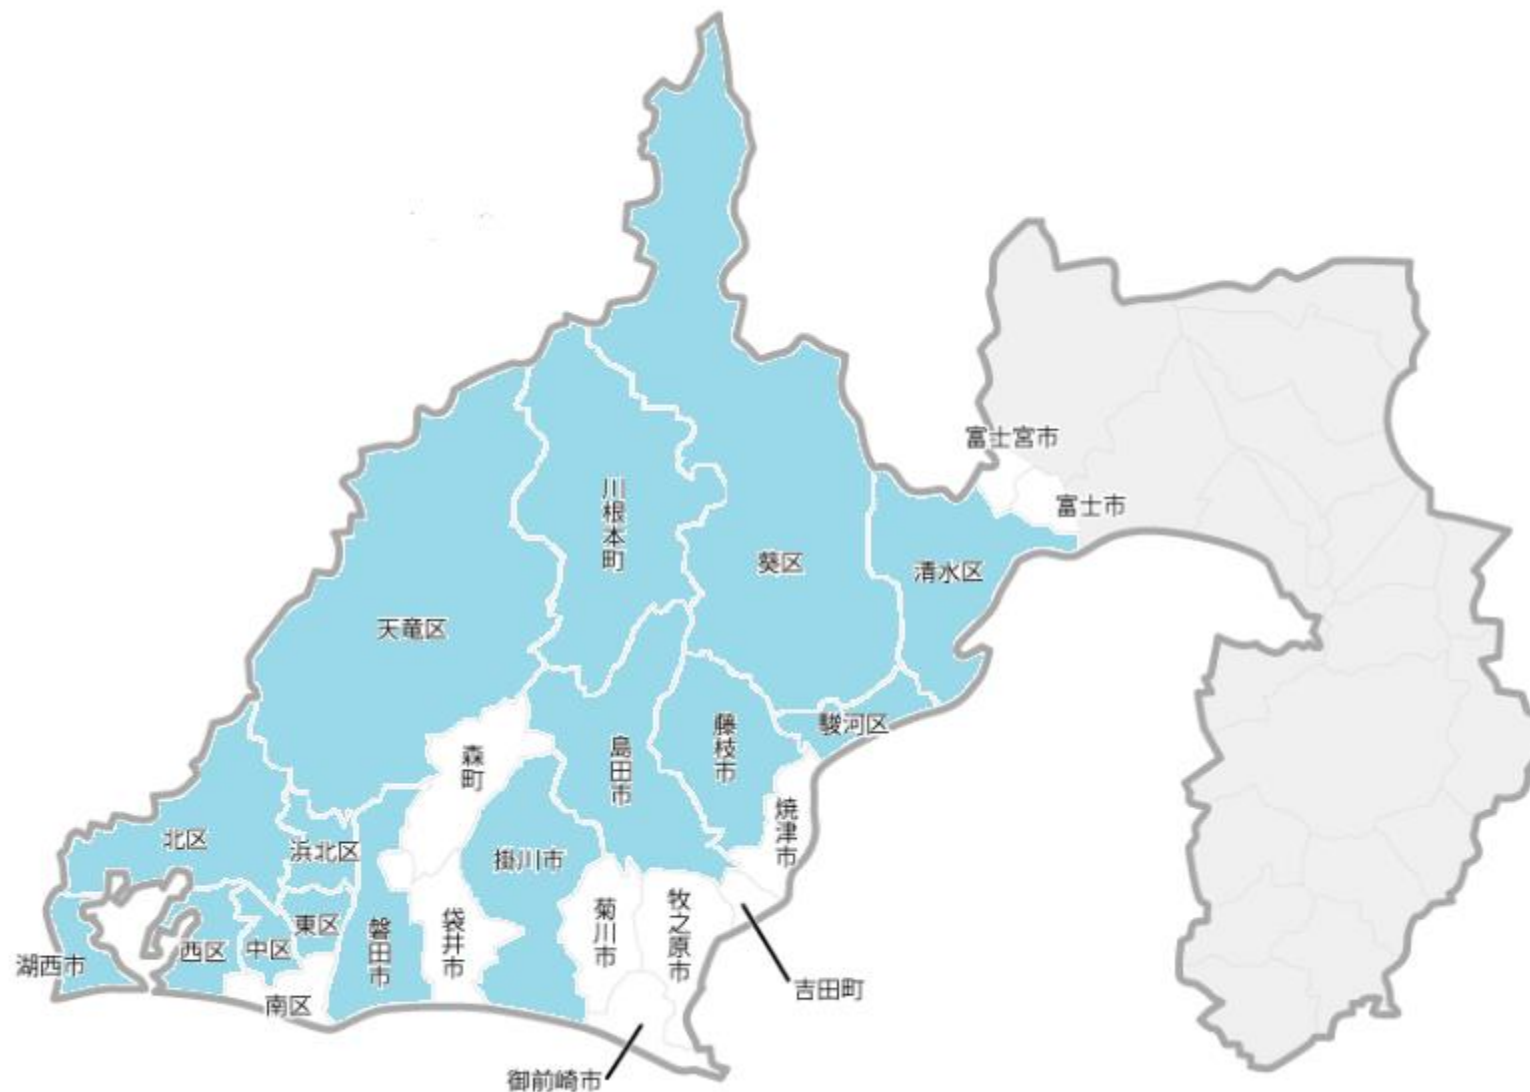 富士宮市
富士市
川根本町
葵区
清水区
天竜区
藤枝市
駿河区
島田市
森町
焼津市
北区
浜北区
掛川市
牧之原市
菊川市
東区
磐田市
袋井市
西区
中区
湖西市
吉田町
南区
御前崎市